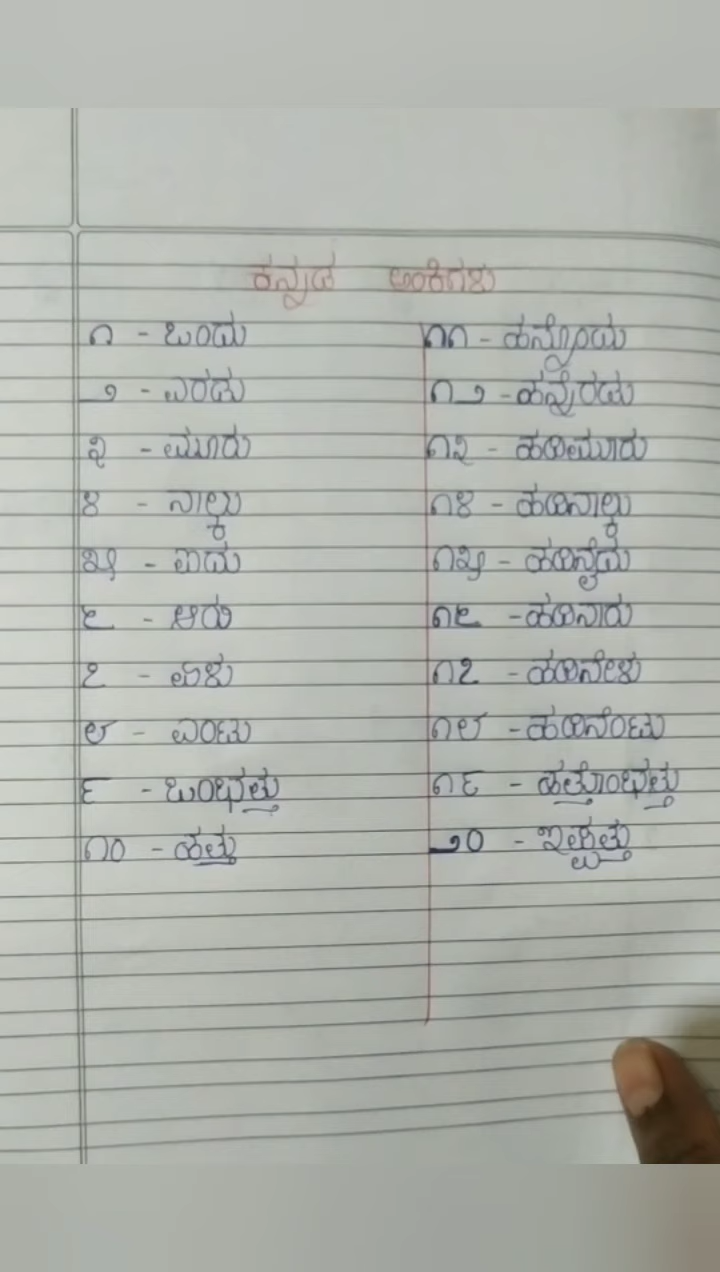 ಕನ್ನಡ ಅಂಕಿಗಳು
೧ - ಒಂದು
೨ - ಎರಡು
೩ - ಮೂರು
೪ - ನಾಲ್ಕು
೫ - ಐದು
೬ - ಆರು
೭ - ಏಳು
೮ - ಎಂಟು
೯ - ಒಂಭತ್ತು
೧೦ - ಹತ್ತು
೧೧ - ಹನ್ನೊಂದು
೧೨ - ಹನ್ನೆರಡು
೧೩ - ಹದಿಮೂರು
೧೪ - ಹದಿನಾಲ್ಕು
೧೫ - ಹದಿನೈದು
೧೬ - ಹದಿನಾರು
೧೭ - ಹದಿನೇಳು
೧೮ - ಹದಿನೆಂಟು
೧೯ - ಹತ್ತೊಂಭತ್ತು
೨೦ - ಇಪ್ಪತ್ತು